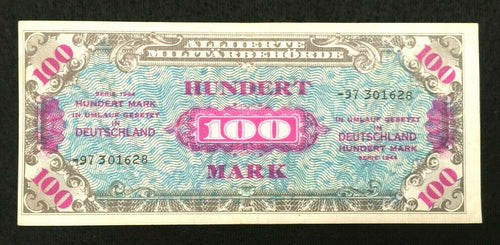 100
ALLIIERTE
MILITÄRBEHÖRDE
100
SERIE 1944
HUNDERT MARK
IN UMLAUF GESETZT
IN
DEUTSCHLAND
-97 301628
HUNDERT
100
MARK
-97 301628
IN UMLAUF GESETZT
IN
DEUTSCHLAND
HUNDERT MARK
SERIE 1944
100
100